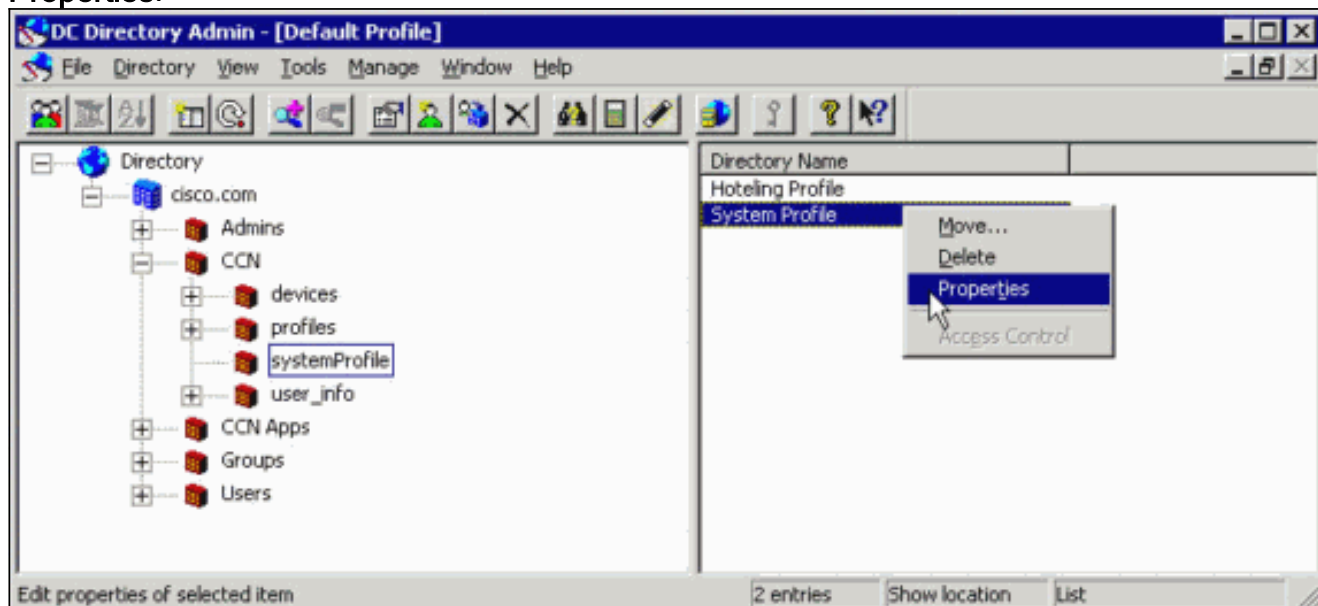 Properties.
DC Directory Admin - [Default Profile]
File Directory View Tools Manage Window Help
Directory
cisco.com
Admins
CCN
devices
profiles
systemProfile
user_info
CCN Apps
Groups
Users
Directory Name
Hoteling Profile
System Profile
Move...
Delete
Properties
Access Control
Edit properties of selected item
2 entries
Show location
List